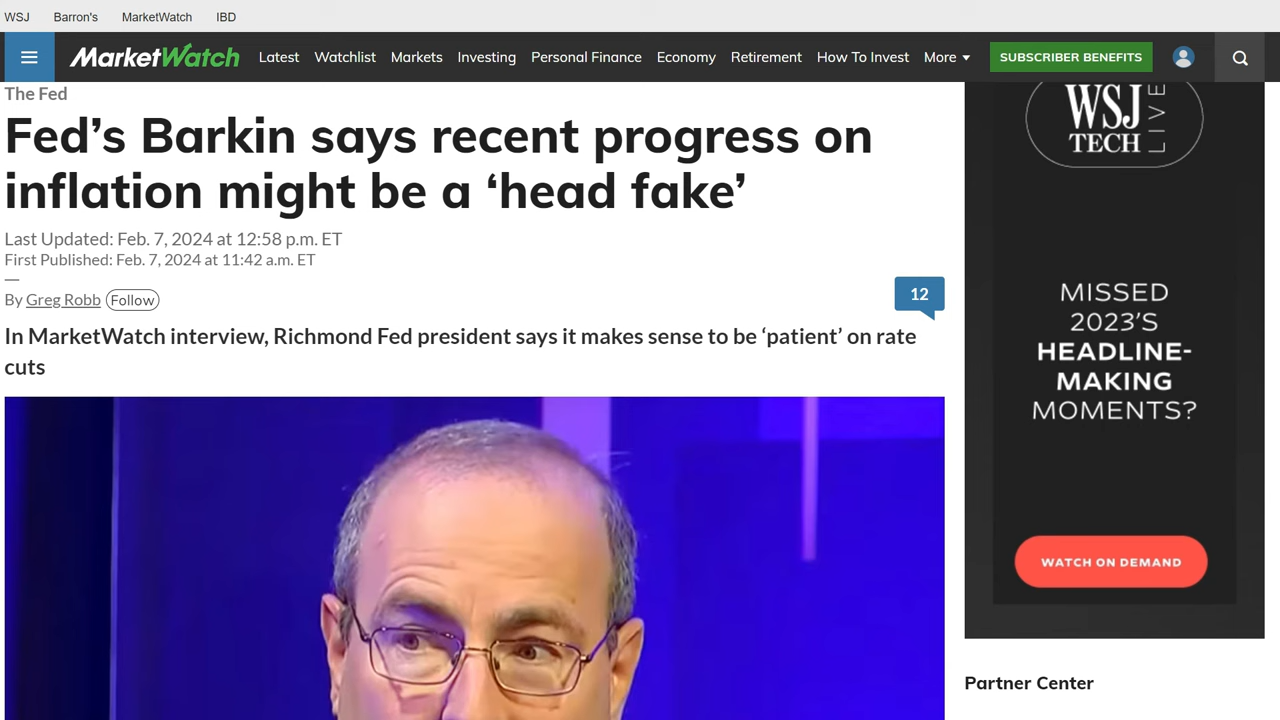 WSJ Barron's MarketWatch IBD
MarketWatch Latest Watchlist Markets Investing Personal Finance Economy Retirement How To Invest More SUBSCRIBER BENEFITS
The Fed
Fed’s Barkin says recent progress on
inflation might be a ‘head fake’
Last Updated: Feb. 7, 2024 at 12:58 p.m. ET
First Published: Feb. 7, 2024 at 11:42 a.m. ET
By Greg Robb Follow
12
In MarketWatch interview, Richmond Fed president says it makes sense to be ‘patient’ on rate
cuts
WSJ
TECH
LIVE
MISSED
2023’S
HEADLINE-
MAKING
MOMENTS?
WATCH ON DEMAND
Partner Center